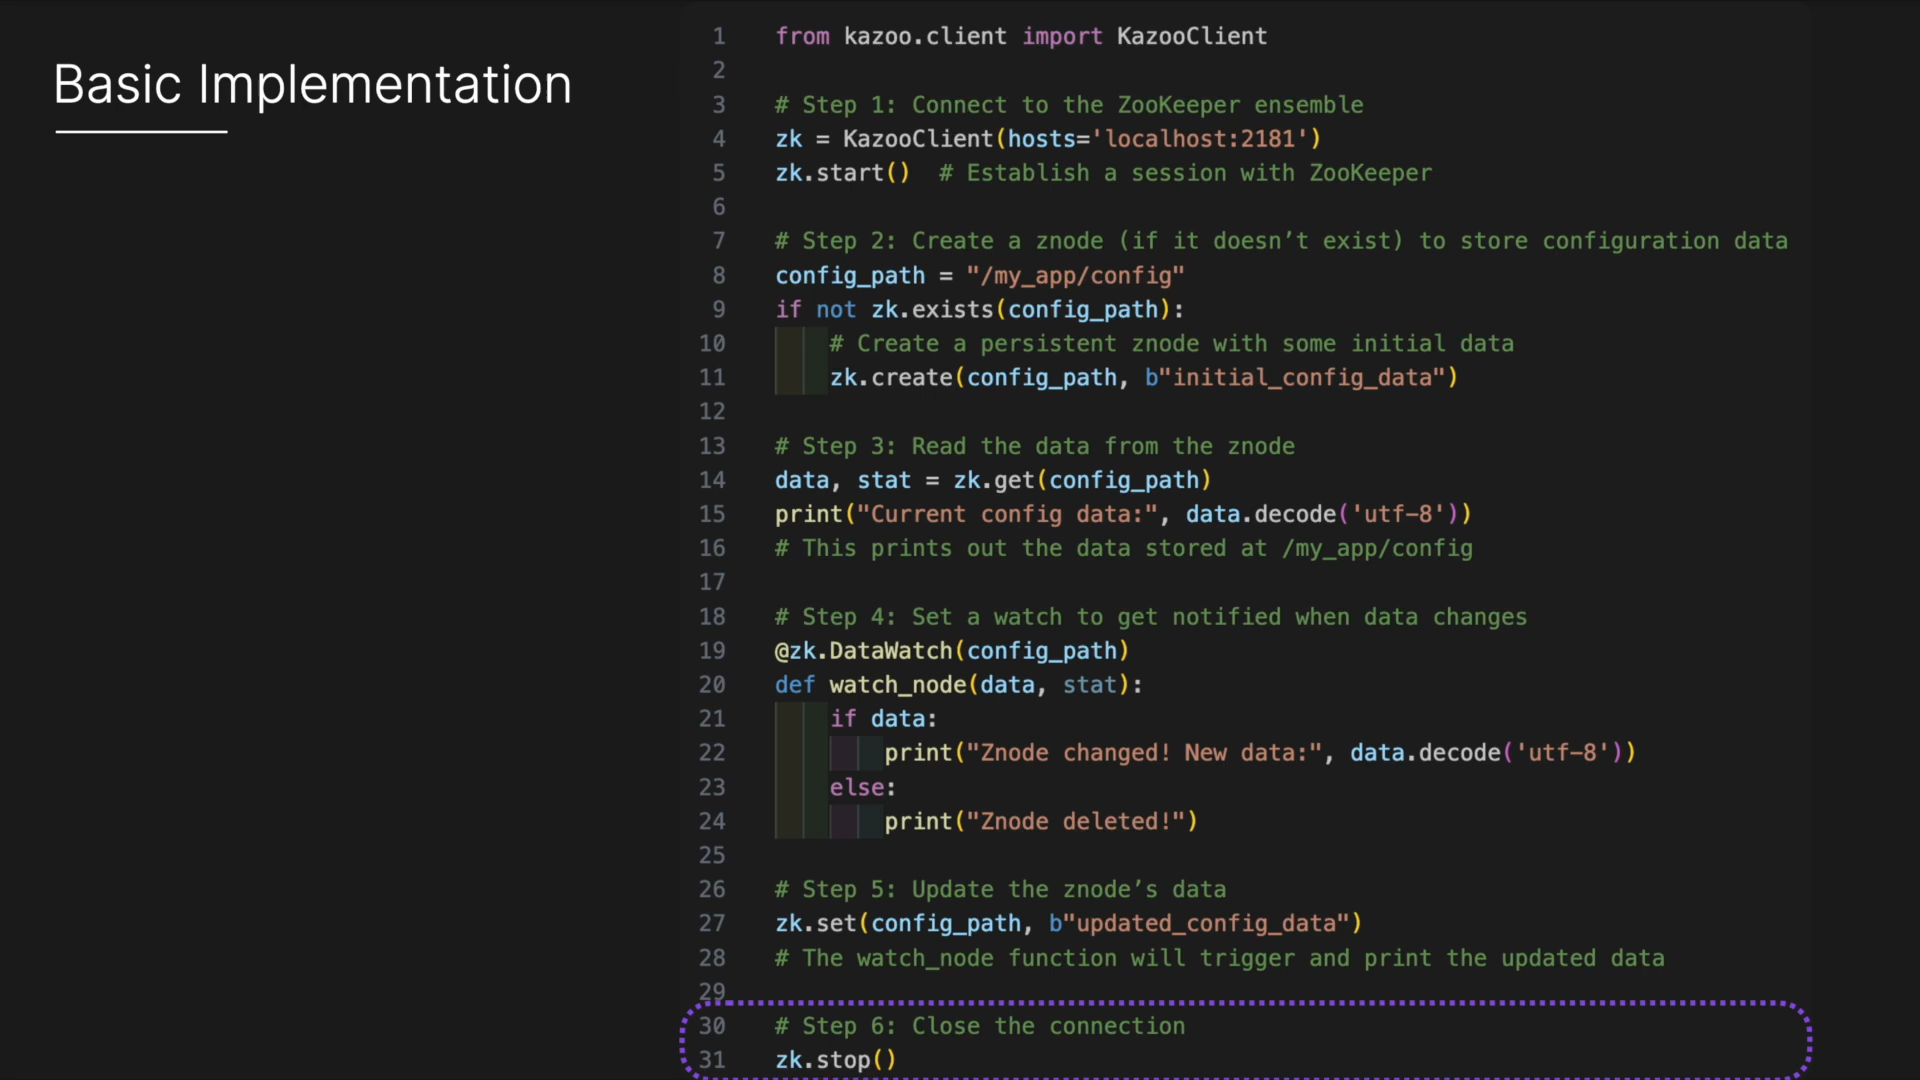 Basic Implementation
1 from kazoo.client import KazooClient
2
3 # Step 1: Connect to the ZooKeeper ensemble
4 zk = KazooClient(hosts='localhost:2181')
5 zk.start()  # Establish a session with ZooKeeper
6
7 # Step 2: Create a znode (if it doesn’t exist) to store configuration data
8 config_path = "/my_app/config"
9 if not zk.exists(config_path):
10     # Create a persistent znode with some initial data
11     zk.create(config_path, b"initial_config_data")
12
13 # Step 3: Read the data from the znode
14 data, stat = zk.get(config_path)
15 print("Current config data:", data.decode('utf-8'))
16 # This prints out the data stored at /my_app/config
17
18 # Step 4: Set a watch to get notified when data changes
19 @zk.DataWatch(config_path)
20 def watch_node(data, stat):
21     if data:
22         print("Znode changed! New data:", data.decode('utf-8'))
23     else:
24         print("Znode deleted!")
25
26 # Step 5: Update the znode’s data
27 zk.set(config_path, b"updated_config_data")
28 # The watch_node function will trigger and print the updated data
29
30 # Step 6: Close the connection
31 zk.stop()